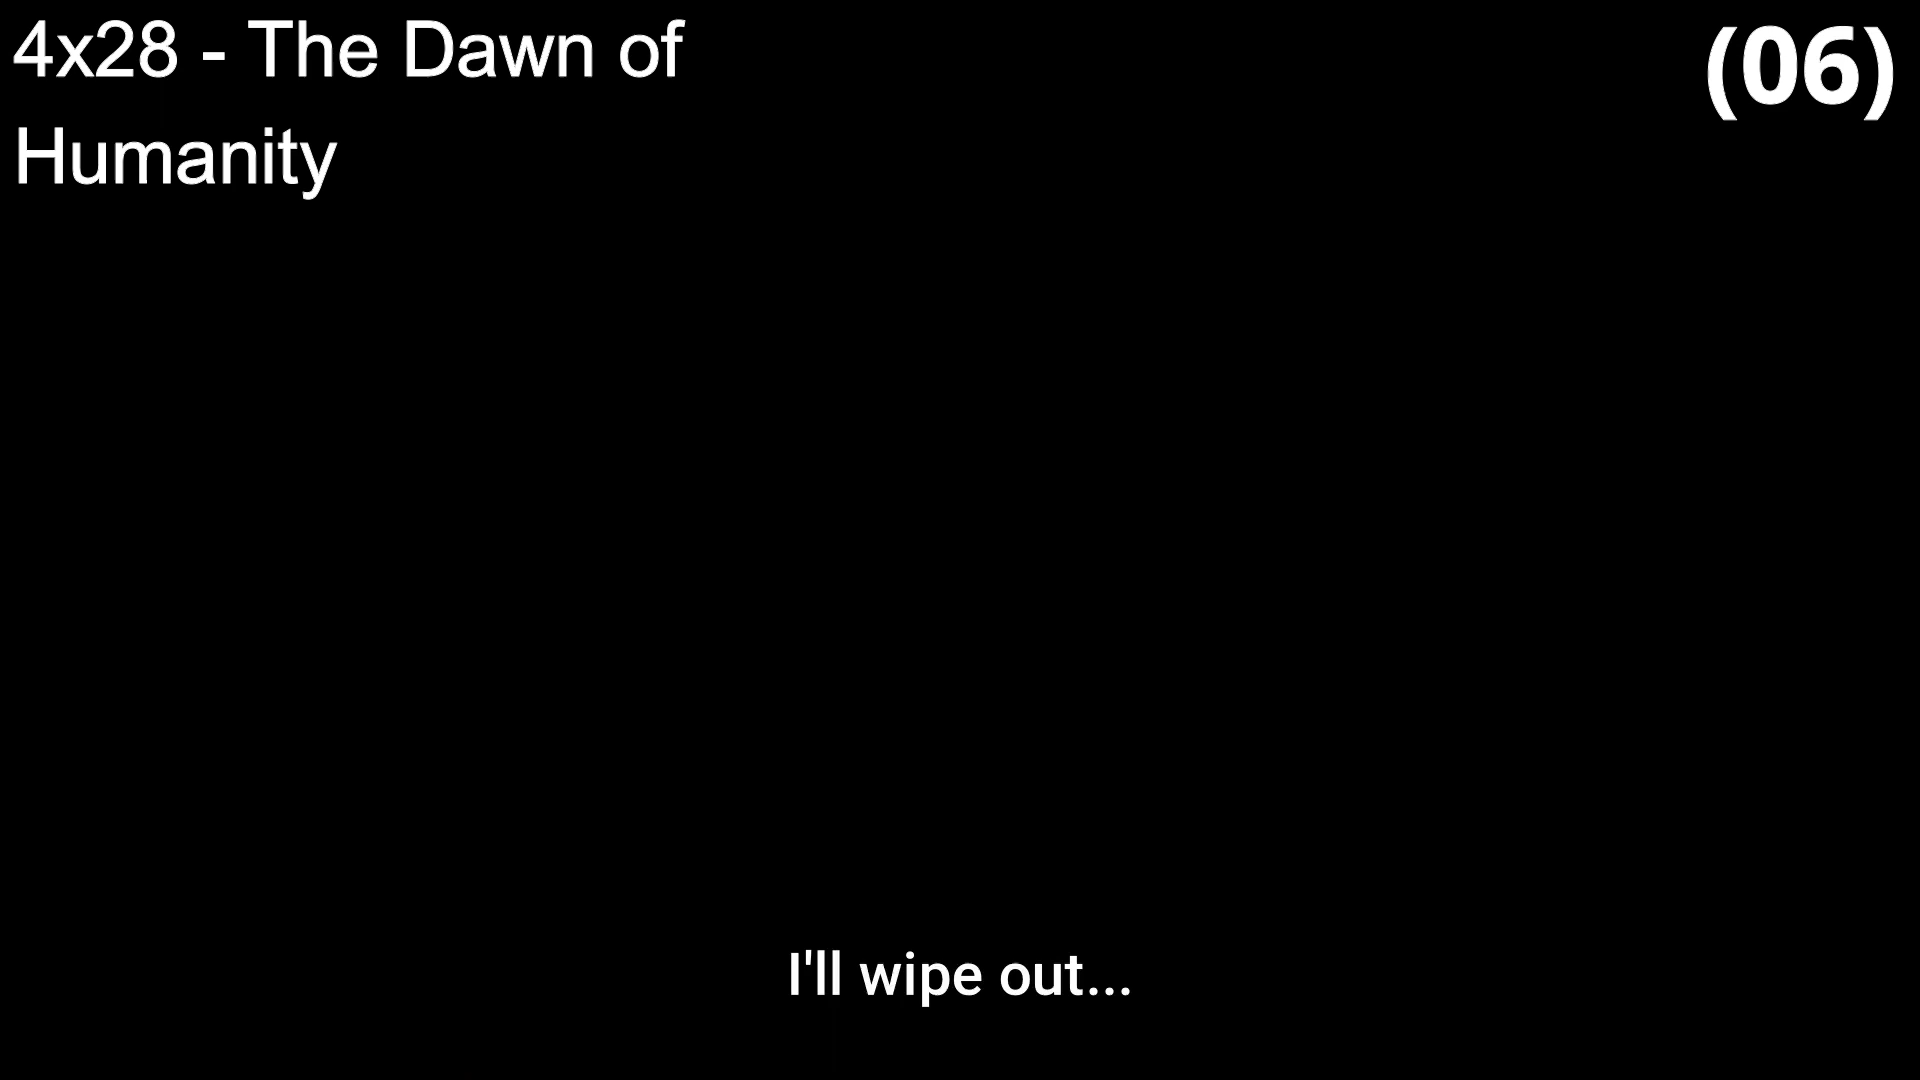 4x28 - The Dawn of
Humanity
(06)
I'll wipe out...